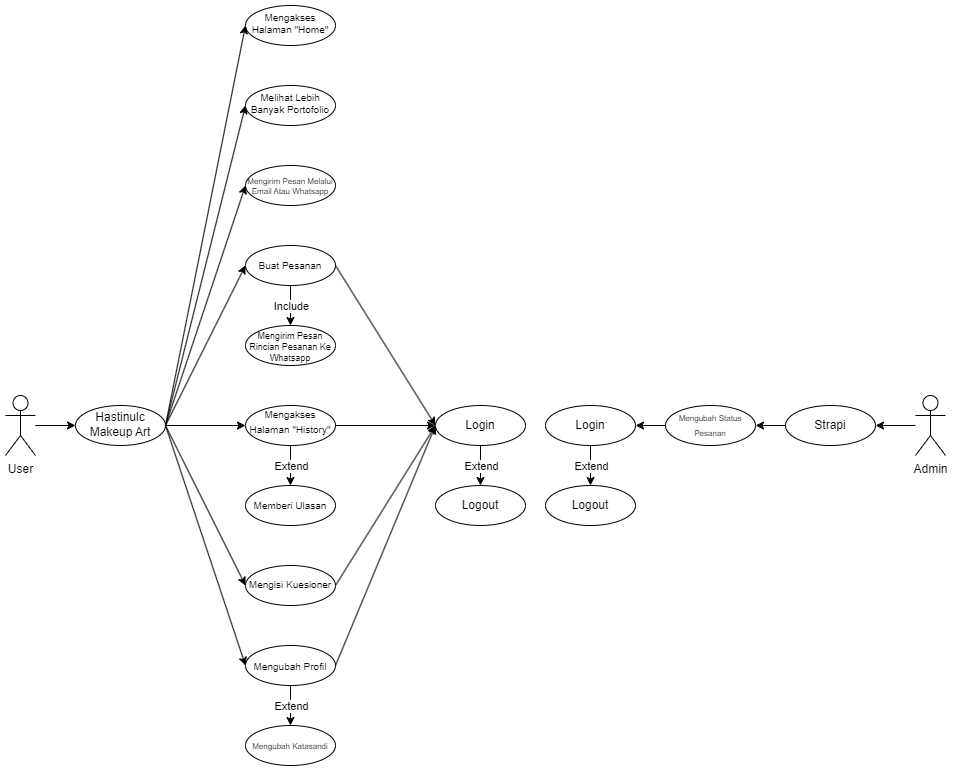 Mengakses
Halaman "Home"
Melihat Lebih
Banyak Portofolio
Mengirim Pesan Melalui
Email Atau Whatsapp
Buat Pesanan
Include
Mengirim Pesan
Rincian Pesanan Ke
Whatsapp
User
Hastinulc
Makeup Art
Mengakses
Halaman "History"
Extend
Memberi Ulasan
Mengisi Kuesioner
Mengubah Profil
Extend
Mengubah Katasandi
Login
Extend
Logout
Login
Extend
Logout
Mengubah Status
Pesanan
Strapi
Admin